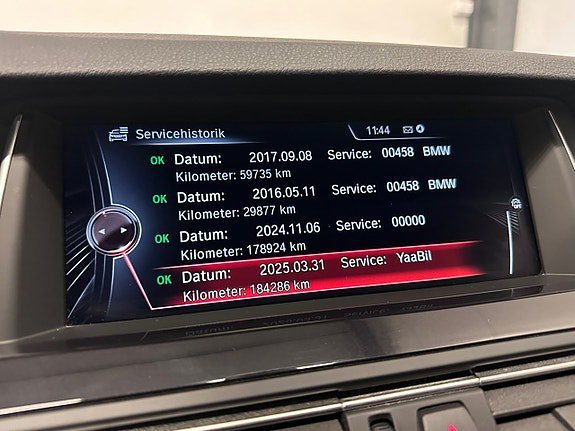 Servicehistorik 11:44
OK Datum: 2017.09.08 Service: 00458 BMW
Kilometer: 59735 km
OK Datum: 2016.05.11 Service: 00458 BMW
Kilometer: 29877 km
OK Datum: 2024.11.06 Service: 00000
Kilometer: 178924 km
OK Datum: 2025.03.31 Service: YaaBil
Kilometer: 184286 km